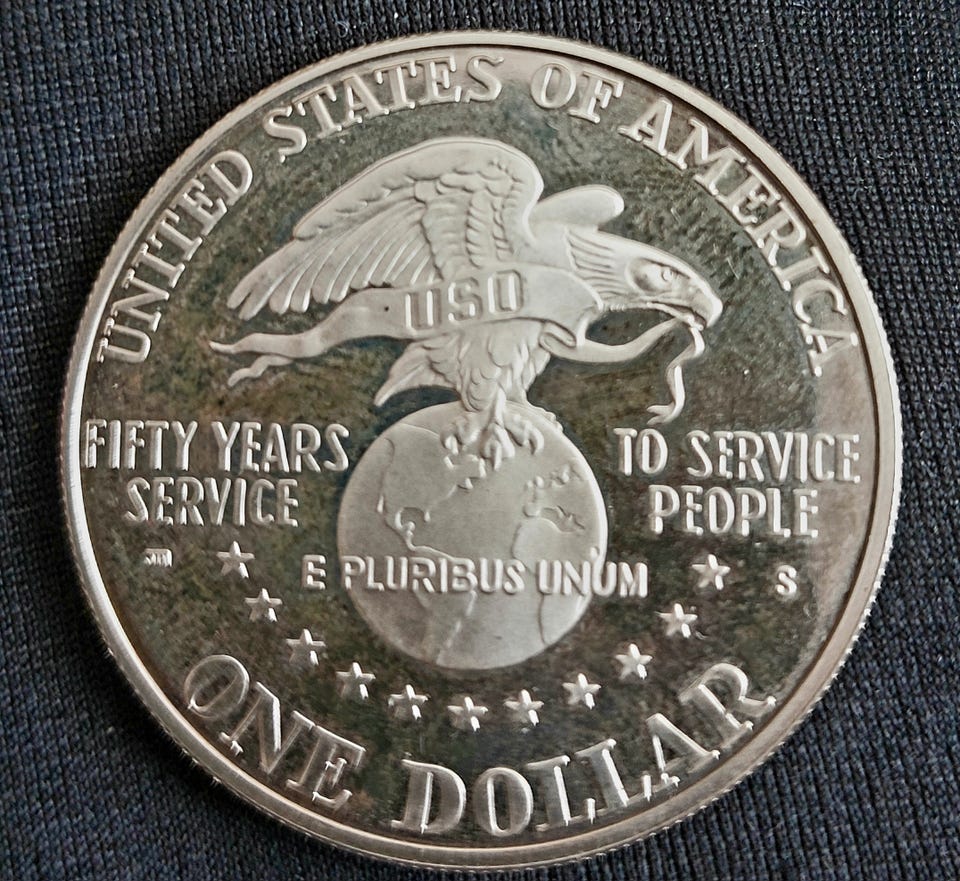 UNITED STATES OF AMERICA
USO
FIFTY YEARS
SERVICE
TO SERVICE
PEOPLE
E PLURIBUS UNUM
S
ONE DOLLAR